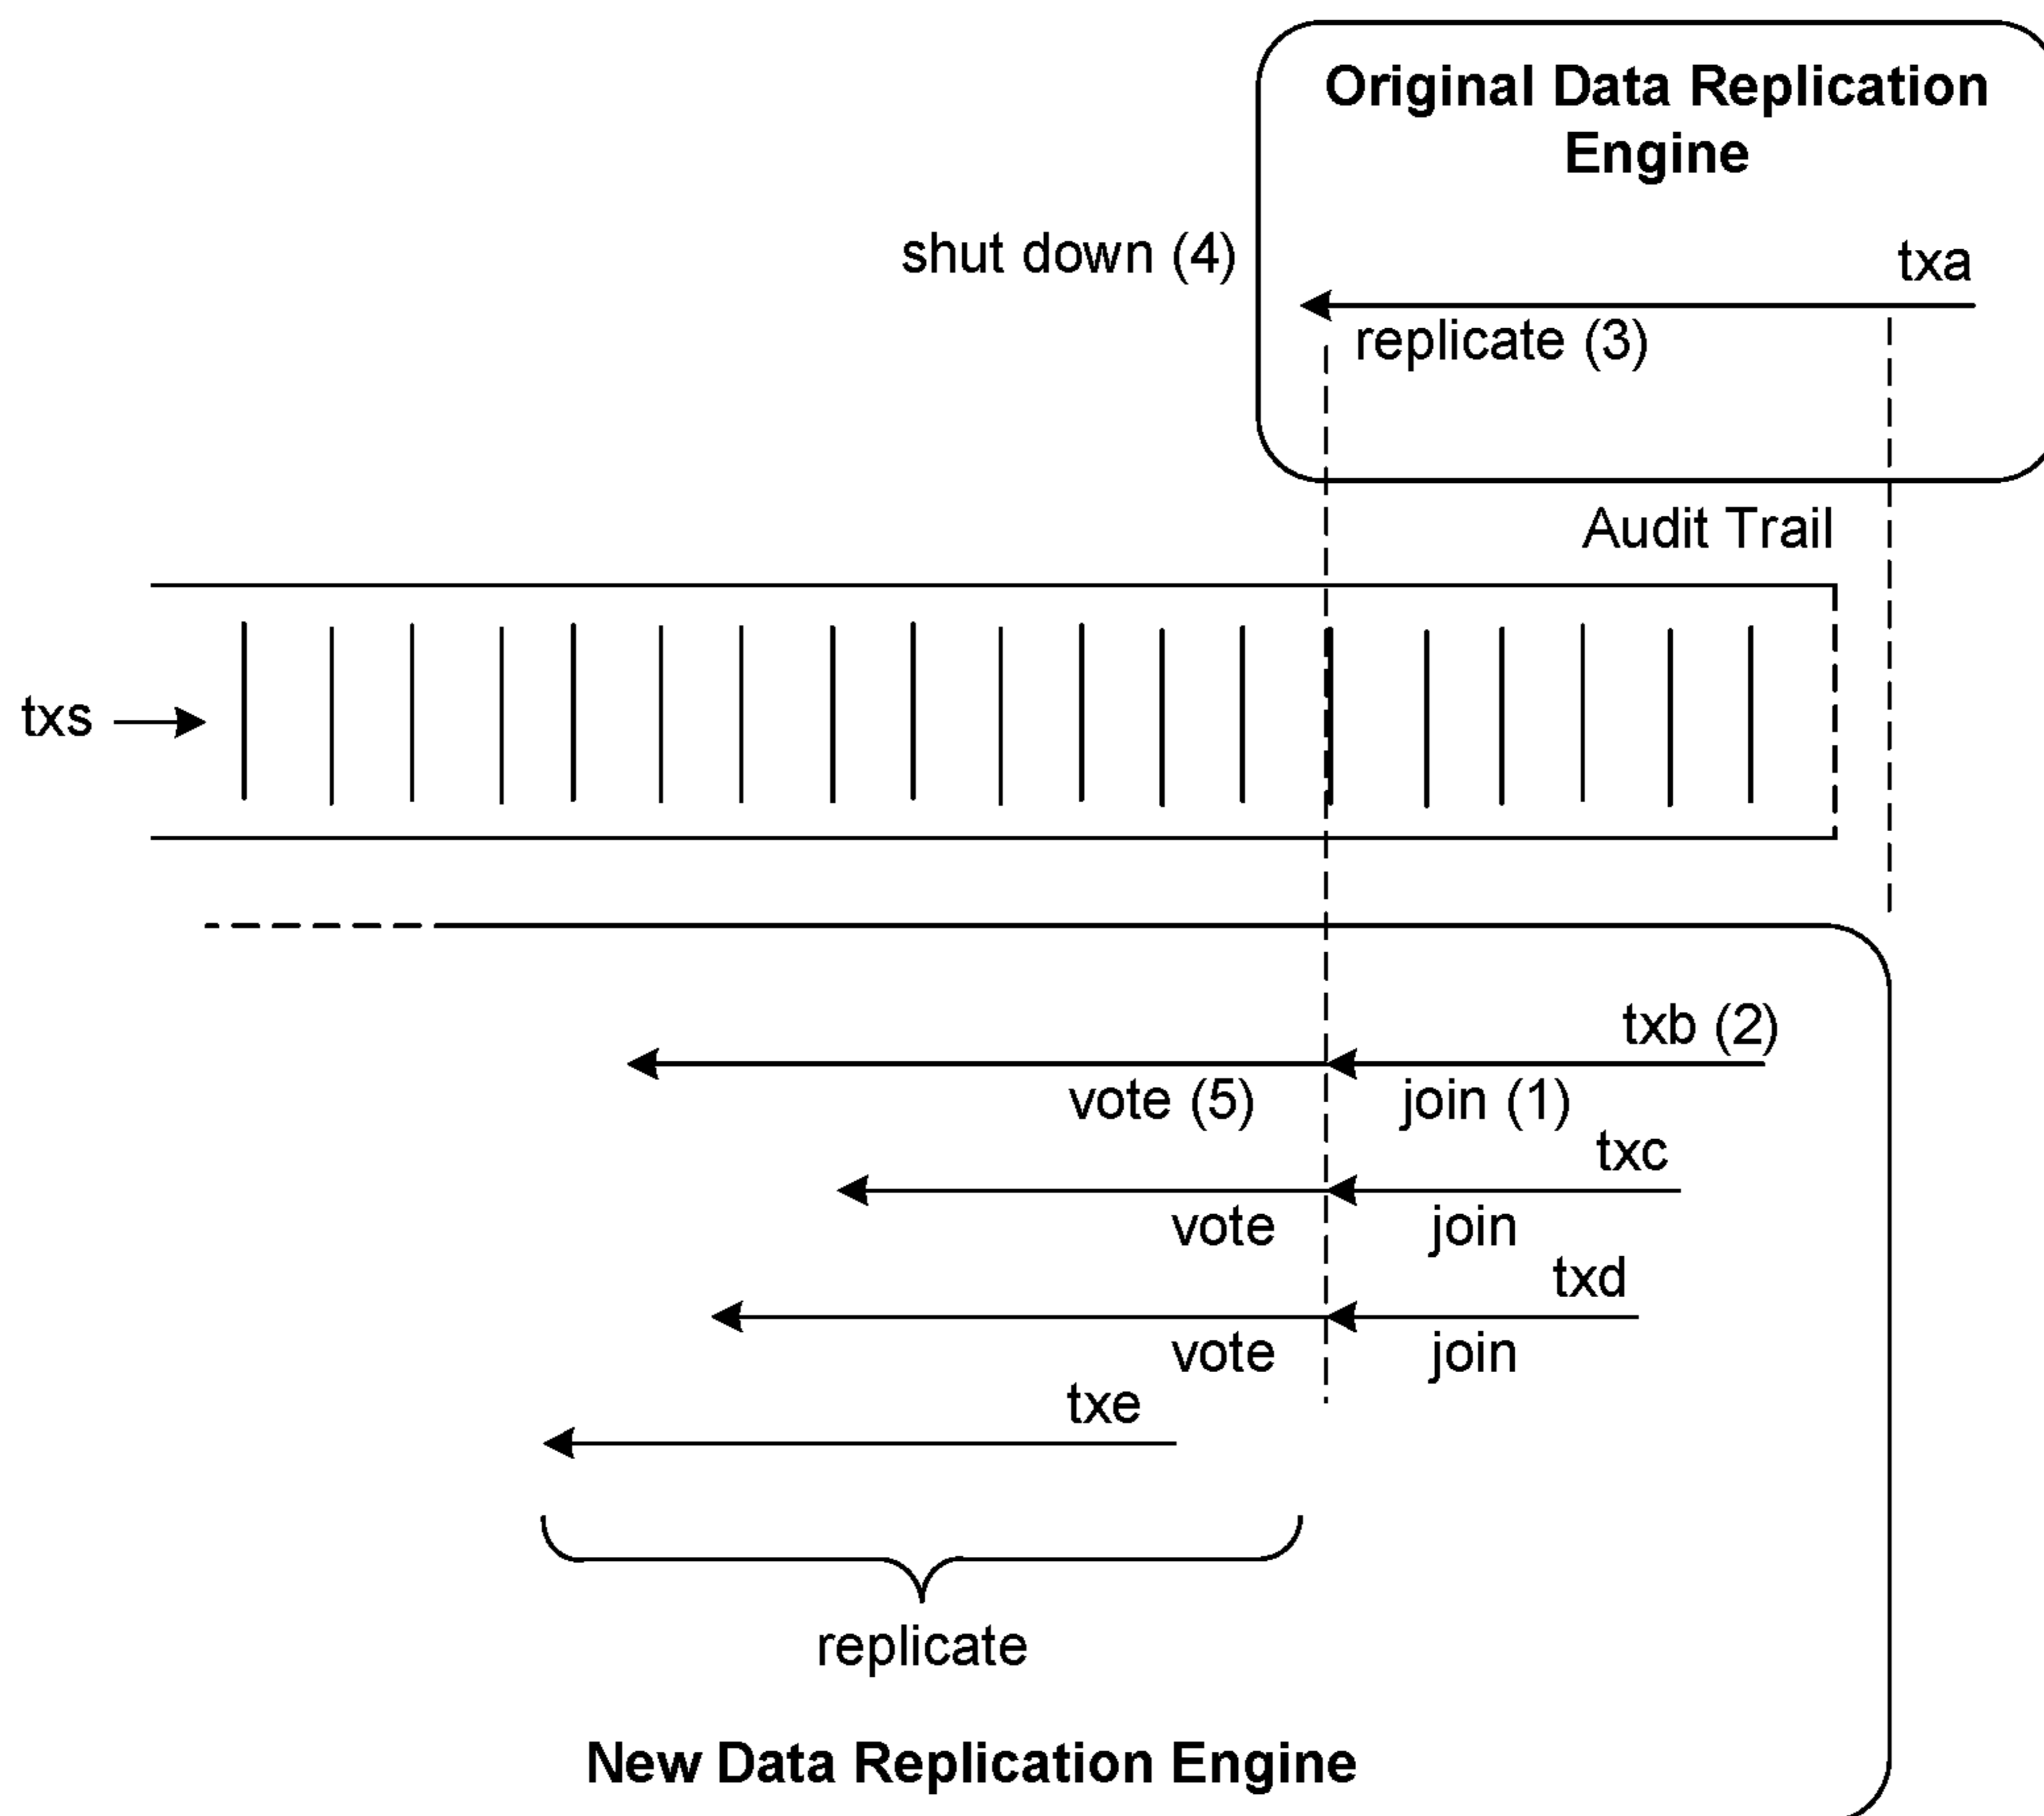 Original Data Replication
Engine
shut down (4)
txa
replicate (3)
Audit Trail
txs
txb (2)
vote (5)
join (1)
txc
vote
join
txd
vote
join
txe
replicate
New Data Replication Engine